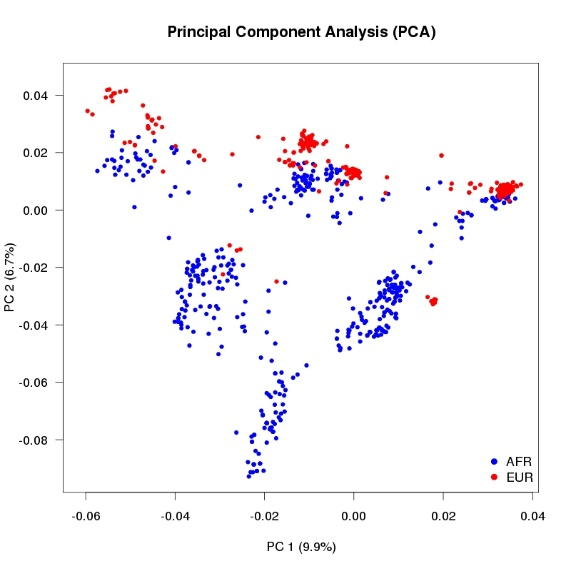 Principal Component Analysis (PCA)
PC 2 (6.7%)
0.04
0.02
0.00
-0.02
-0.04
-0.06
-0.08
AFR
EUR
-0.06
-0.04
-0.02
0.00
0.02
0.04
PC 1 (9.9%)